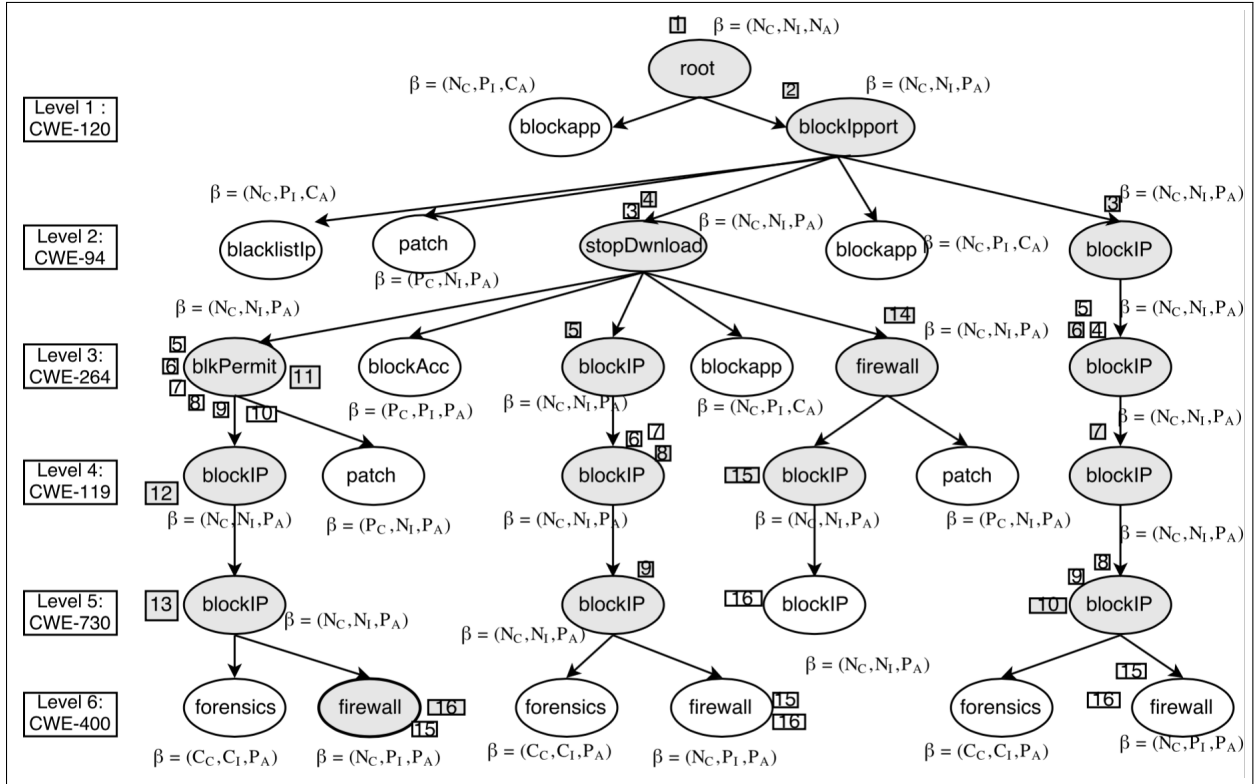 1 β = (N_C,N_I,N_A)
root
β = (N_C,P_I,C_A)
2 β = (N_C,N_I,P_A)
Level 1 :
CWE-120
blockapp
blockIpport
β = (N_C,P_I,C_A)
3 4
β = (N_C,N_I,P_A)
3 β = (N_C,N_I,P_A)
Level 2:
CWE-94
blacklistIp
patch
stopDwnload
blockapp
β = (N_C,P_I,C_A)
blockIP
β = (P_C,N_I,P_A)
β = (N_C,N_I,P_A)
14
β = (N_C,N_I,P_A)
5
6 4
β = (N_C,N_I,P_A)
Level 3:
CWE-264
5
6
7
8
9
10
blkPermit
11
blockAcc
5
blockIP
blockapp
firewall
blockIP
β = (P_C,P_I,P_A)
β = (N_C,N_I,P_A)
β = (N_C,P_I,C_A)
β = (N_C,N_I,P_A)
Level 4:
CWE-119
12
blockIP
patch
6 7
8
blockIP
15
blockIP
patch
7
blockIP
β = (N_C,N_I,P_A)
β = (P_C,N_I,P_A)
β = (N_C,N_I,P_A)
β = (N_C,N_I,P_A)
β = (P_C,N_I,P_A)
β = (N_C,N_I,P_A)
Level 5:
CWE-730
13
blockIP
β = (N_C,N_I,P_A)
9
blockIP
β = (N_C,N_I,P_A)
16
blockIP
β = (N_C,N_I,P_A)
8
9
10
blockIP
Level 6:
CWE-400
forensics
firewall
16
15
forensics
firewall
15
16
forensics
15
16
firewall
β = (C_C,C_I,P_A)
β = (N_C,P_I,P_A)
β = (C_C,C_I,P_A)
β = (N_C,P_I,P_A)
β = (C_C,C_I,P_A)
β = (N_C,P_I,P_A)